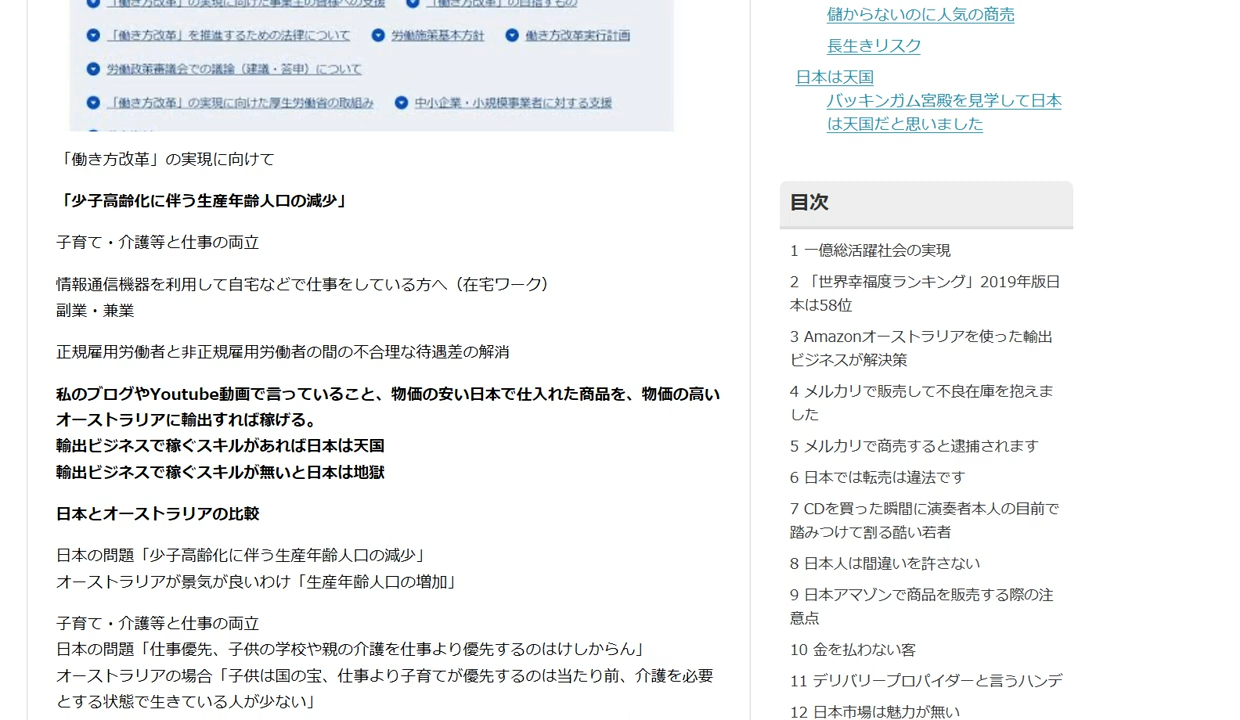 「働き方改革」の実現に向けた事業主の皆様への支援 「働き方改革」の目指すもの
「働き方改革」を推進するための法律について 労働施策基本方針 働き方改革実行計画
労働政策審議会での議論（建議・答申）について
「働き方改革」の実現に向けた厚生労働省の取組み 中小企業・小規模事業者に対する支援
「働き方改革」の実現に向けて
「少子高齢化に伴う生産年齢人口の減少」
子育て・介護等と仕事の両立
情報通信機器を利用して自宅などで仕事をしている方へ（在宅ワーク）
副業・兼業
正規雇用労働者と非正規雇用労働者の間の不合理な待遇差の解消
私のブログやYoutube動画で言っていること、物価の安い日本で仕入れた商品を、物価の高い
オーストラリアに輸出すれば稼げる。
輸出ビジネスで稼ぐスキルがあれば日本は天国
輸出ビジネスで稼ぐスキルが無いと日本は地獄
日本とオーストラリアの比較
日本の問題「少子高齢化に伴う生産年齢人口の減少」
オーストラリアが景気が良いわけ「生産年齢人口の増加」
子育て・介護等と仕事の両立
日本の問題「仕事優先、子供の学校や親の介護を仕事より優先するのはけしからん」
オーストラリアの場合「子供は国の宝、仕事より子育てが優先するのは当たり前、介護を必要
とする状態で生きている人が少ない」
儲からないのに人気の商売
長生きリスク
日本は天国
バッキンガム宮殿を見学して日本
は天国だと思いました
目次
1 一億総活躍社会の実現
2 「世界幸福度ランキング」2019年版日
本は58位
3 Amazonオーストラリアを使った輸出
ビジネスが解決策
4 メルカリで販売して不良在庫を抱えま
した
5 メルカリで商売すると逮捕されます
6 日本では転売は違法です
7 CDを買った瞬間に演奏者本人の目前で
踏みつけて割る酷い若者
8 日本人は間違いを許さない
9 日本アマゾンで商品を販売する際の注
意点
10 金を払わない客
11 デリバリープロバイダーと言うハンデ
12 日本市場は魅力が無い